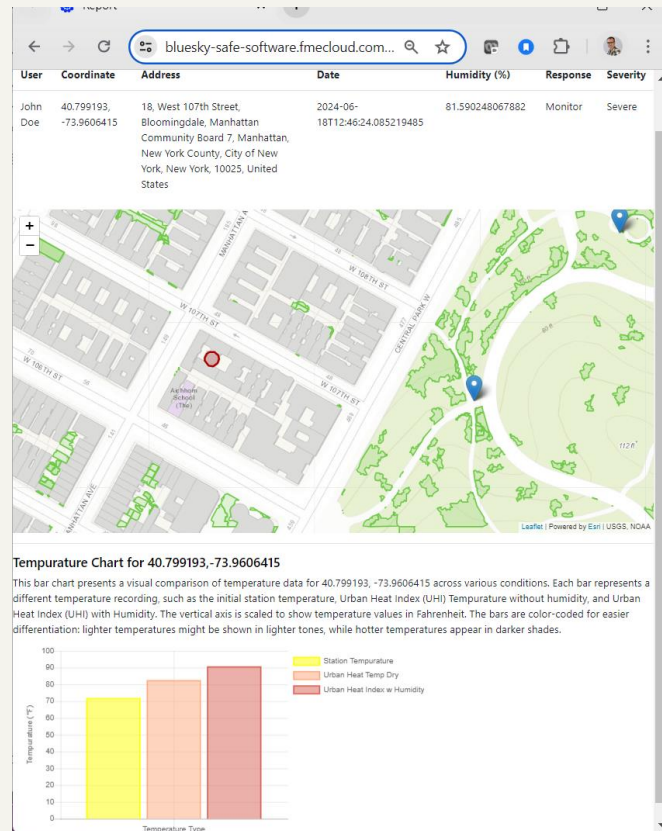 Report
bluesky-safe-software.fmecloud.com...
User Coordinate Address Date Humidity (%) Response Severity
John 40.799193, 18, West 107th Street, 2024-06- 81.590248067882 Monitor Severe
Doe -73.9606415 Bloomingdale, Manhattan 18T12:46:24.085219485
Community Board 7, Manhattan,
New York County, City of New
York, New York, 10025, United
States
+
−
MANHATTAN A
W 108TH ST
W 107TH ST
CENTRAL PARK W
W 106TH ST
W 107TH ST
Aichhorn
School
(The)
HATTAN AVE
112 ft
Leaflet | Powered by Esri | USGS, NOAA
Tempurature Chart for 40.799193,-73.9606415
This bar chart presents a visual comparison of temperature data for 40.799193, -73.9606415 across various conditions. Each bar represents a
different temperature recording, such as the initial station temperature, Urban Heat Index (UHI) Tempurature without humidity, and Urban
Heat Index (UHI) with Humidity. The vertical axis is scaled to show temperature values in Fahrenheit. The bars are color-coded for easier
differentiation: lighter temperatures might be shown in lighter tones, while hotter temperatures appear in darker shades.
100
90
80
70
60
50
40
30
20
10
0
Tempurature (°F)
Temperature Type
Station Tempurature
Urban Heat Temp Dry
Urban Heat Index w Humidity